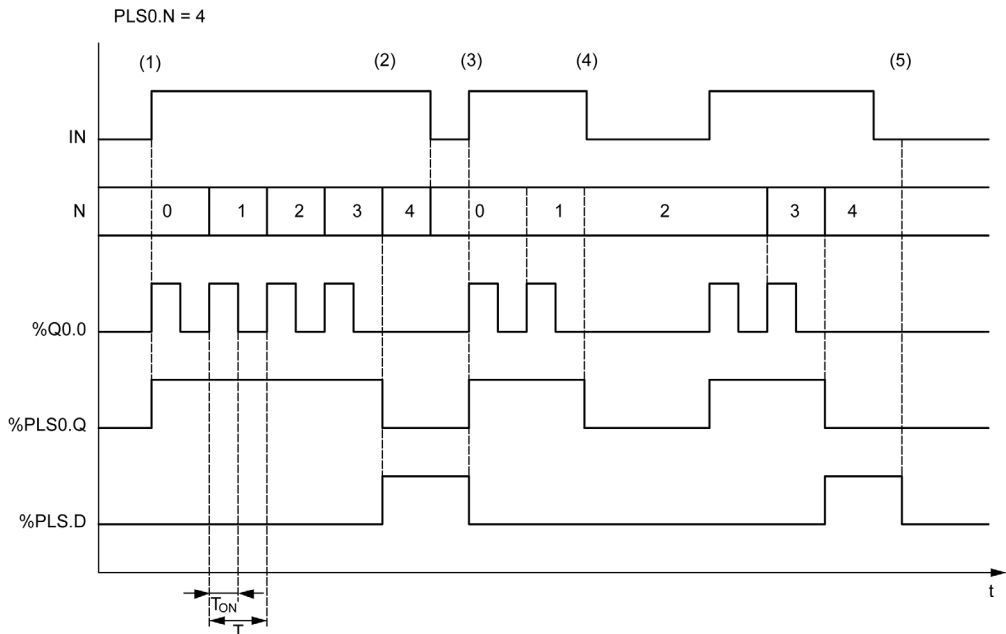 PLS0.N = 4
(1) (2) (3) (4) (5)
IN
N 0 1 2 3 4 0 1 2 3 4
%Q0.0
%PLS0.Q
%PLS.D
t
TON
T